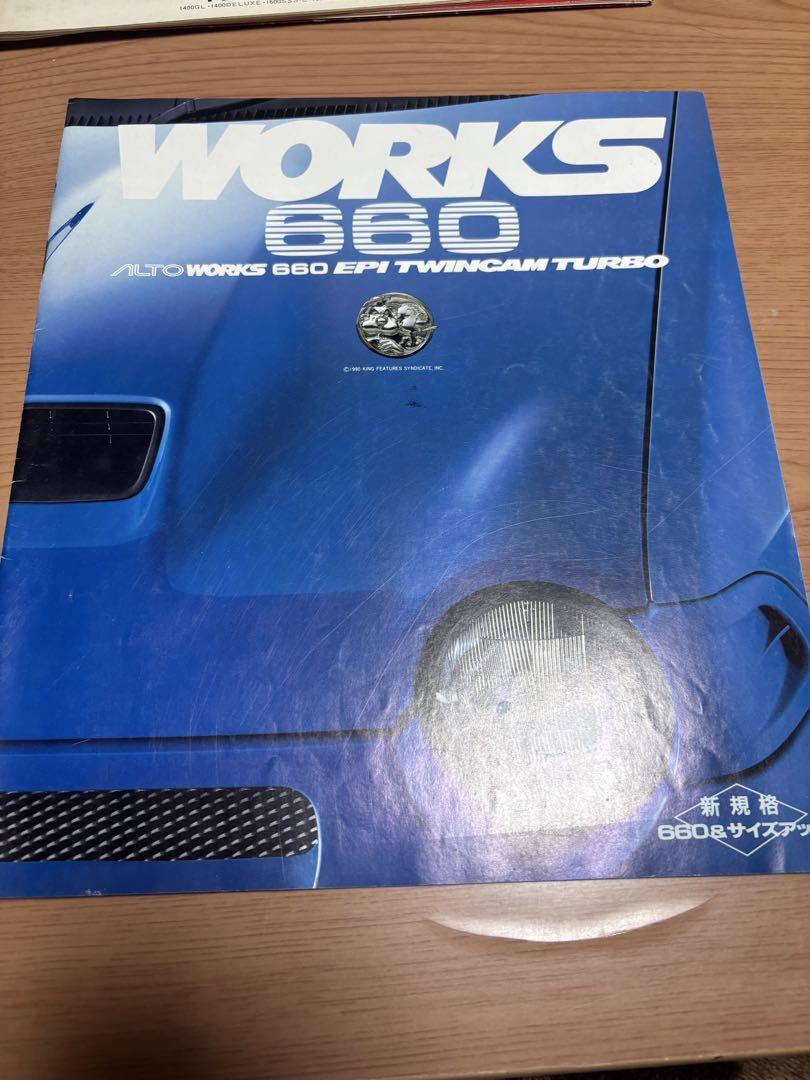 1400GL・1400DELUXE・1600SSS-E
WORKS
660
ALTO WORKS 660 EPI TWINCAM TURBO
©1990 KING FEATURES SYNDICATE, INC.
新規格
660&サイズアッ